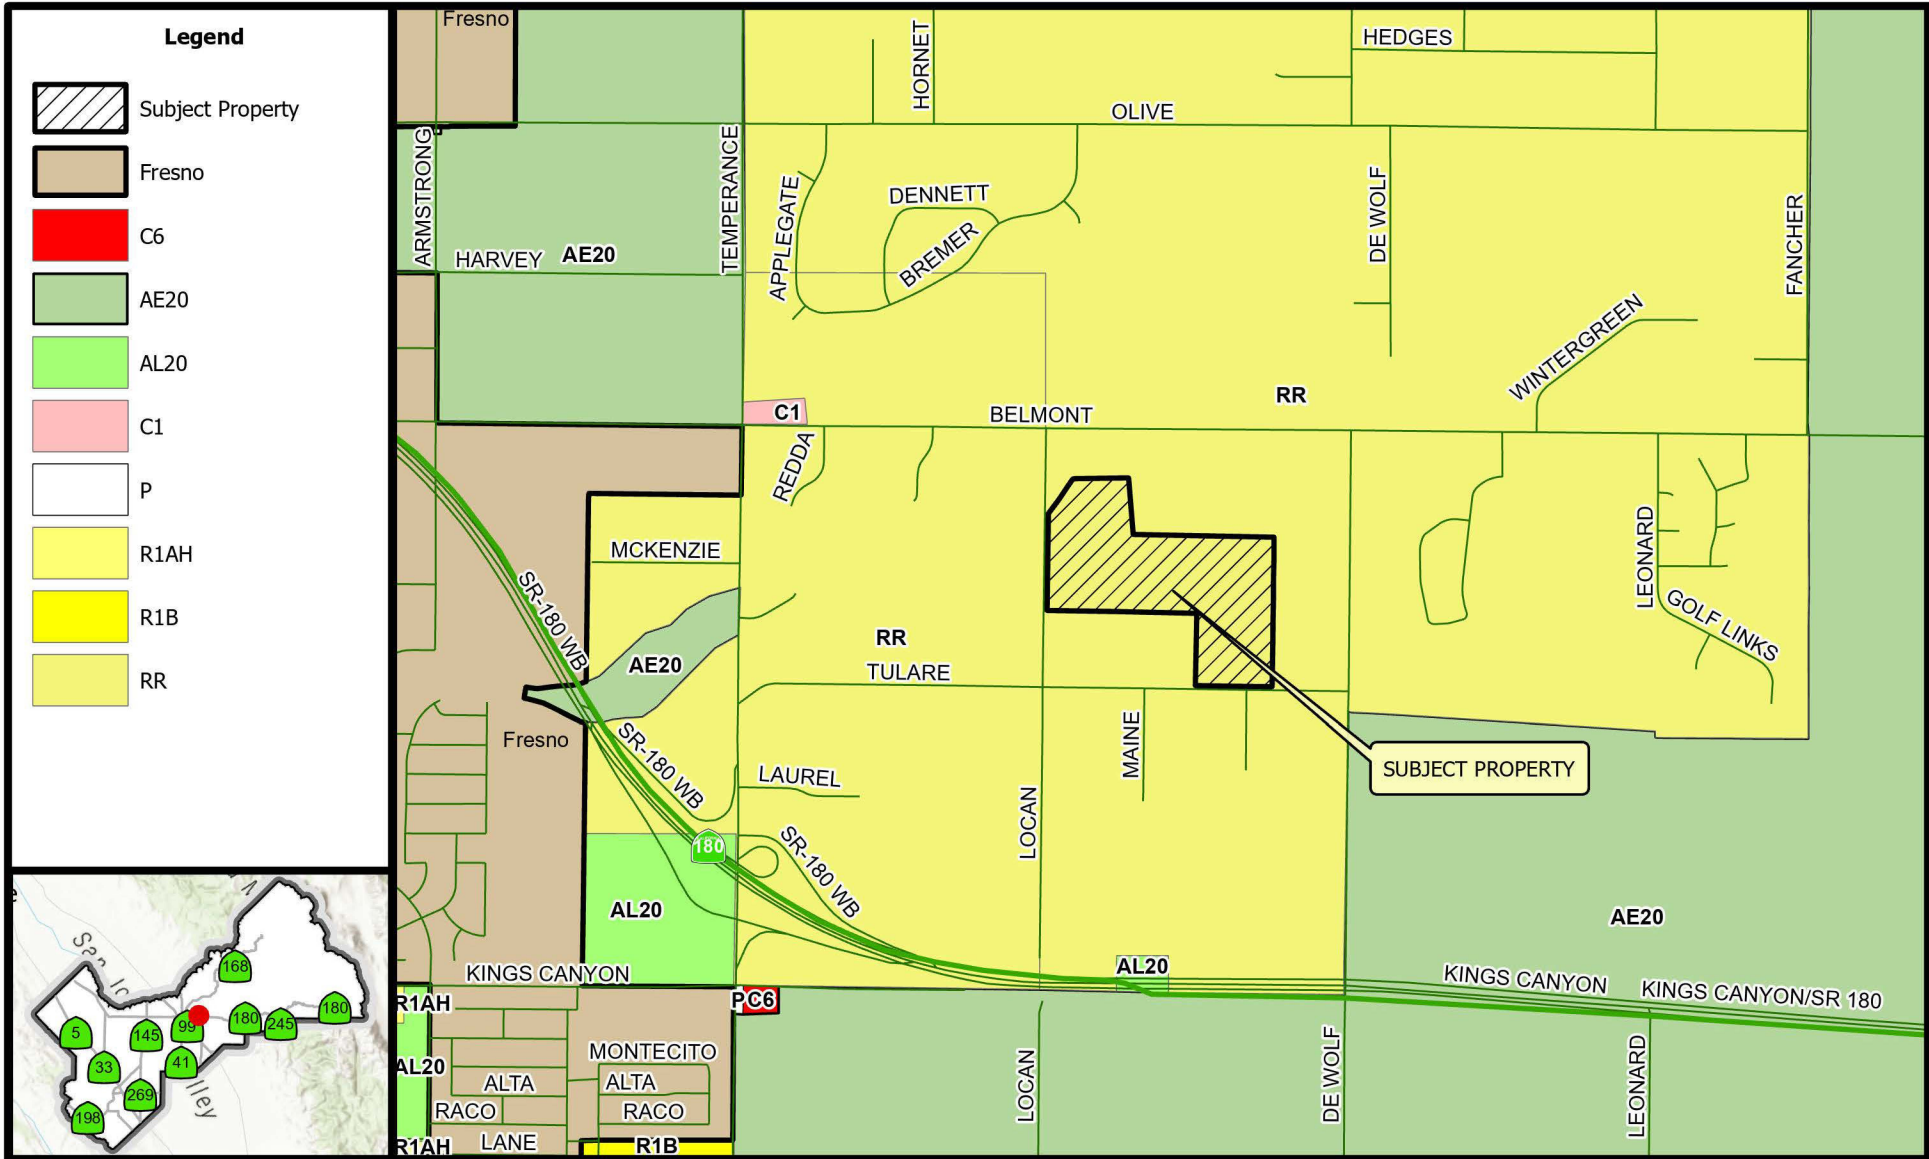 Legend
Subject Property
Fresno
C6
AE20
AL20
C1
P
R1AH
R1B
RR
Fresno
HORNET
HEDGES
OLIVE
ARMSTRONG
TEMPERANCE
APPLEGATE
DENNETT
BREMER
DE WOLF
FANCHER
HARVEY
AE20
WINTERGREEN
RR
C1
BELMONT
REDDA
MCKENZIE
SR-180 WB
LEONARD
GOLF LINKS
RR
AE20
TULARE
Fresno
SR-180 WB
MAINE
LAUREL
SUBJECT PROPERTY
LOCAN
180
SR-180 WB
AL20
AE20
AL20
KINGS CANYON
KINGS CANYON
KINGS CANYON/SR 180
R1AH
P
C6
MONTECITO
AL20
ALTA
ALTA
RACO
RACO
LANE
R1AH
R1B
LOCAN
DE WOLF
LEONARD
168
180
5
145
99
180
245
33
41
269
198
lley